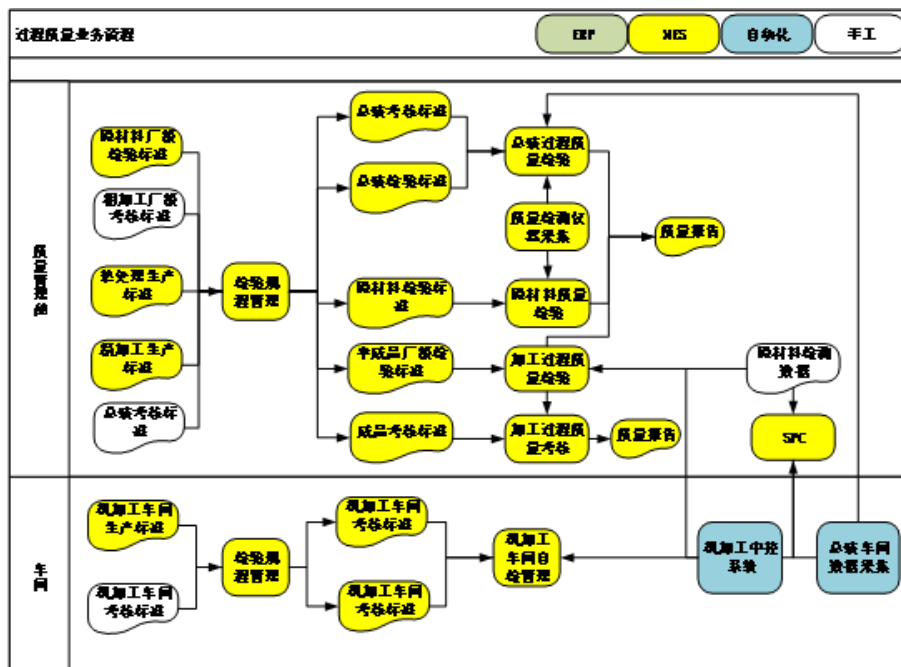 过程质量业务流程
ERP
MES
自动化
手工
质量管理部
原材料厂级
检验标准
粗加工厂级
考核标准
热处理生产
标准
机加工生产
标准
总装考核标
准
检验规
程管理
总装考核标准
总装检验标准
原材料检验标
准
半成品厂级检
验标准
成品考核标准
总装过程质
量检验
质量检测仪
器采集
原材料质量
检验
加工过程质
量检验
加工过程质
量考核
质量报告
质量报告
原材料检测
数据
SPC
车间
机加工车间
生产标准
机加工车间
考核标准
检验规
程管理
机加工车间
考核标准
机加工车间
考核标准
机加工
车间自
检管理
机加工中控
系统
总装车间
数据采集